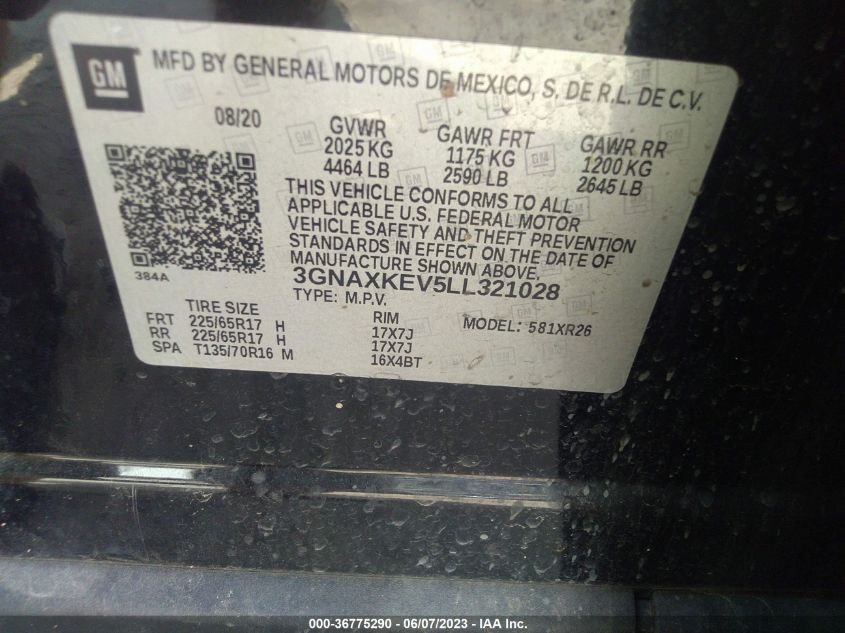 GM MFD BY GENERAL MOTORS DE MEXICO, S. DE R.L. DE C.V.
08/20
GVWR GAWR FRT GAWR RR
2025 KG 1175 KG 1200 KG
4464 LB 2590 LB 2645 LB
THIS VEHICLE CONFORMS TO ALL
APPLICABLE U.S. FEDERAL MOTOR
VEHICLE SAFETY AND THEFT PREVENTION
STANDARDS IN EFFECT ON THE DATE OF
MANUFACTURE SHOWN ABOVE.
384A
3GNAXKEV5LL321028
TYPE: M.P.V.
TIRE SIZE RIM MODEL: 581XR26
FRT 225/65R17 H 17X7J
RR 225/65R17 H 17X7J
SPA T135/70R16 M 16X4BT
000-36775290 - 06/07/2023 - IAA Inc.